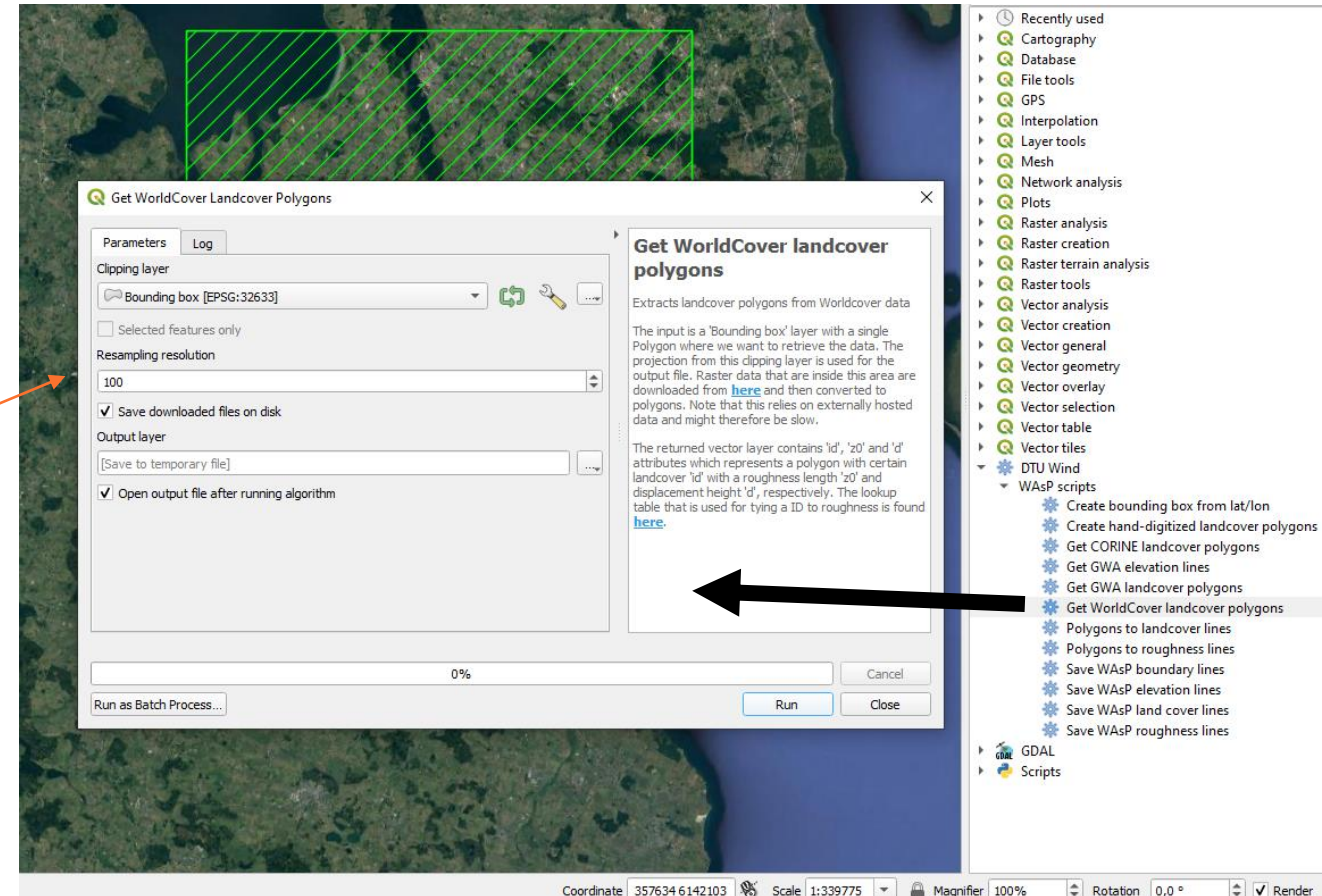 Get WorldCover Landcover Polygons
Parameters
Log
Clipping layer
Bounding box [EPSG:32633]
Selected features only
Resampling resolution
100
Save downloaded files on disk
Output layer
[Save to temporary file]
Open output file after running algorithm
Get WorldCover landcover
polygons
Extracts landcover polygons from Worldcover data
The input is a 'Bounding box' layer with a single
Polygon where we want to retrieve the data. The
projection from this clipping layer is used for the
output file. Raster data that are inside this area are
downloaded from here and then converted to
polygons. Note that this relies on externally hosted
data and might therefore be slow.
The returned vector layer contains 'id', 'z0' and 'd'
attributes which represents a polygon with certain
landcover 'id' with a roughness length 'z0' and
displacement height 'd', respectively. The lookup
table that is used for tying a ID to roughness is found
here.
0%
Cancel
Run as Batch Process...
Run
Close
Recently used
Cartography
Database
File tools
GPS
Interpolation
Layer tools
Mesh
Network analysis
Plots
Raster analysis
Raster creation
Raster terrain analysis
Raster tools
Vector analysis
Vector creation
Vector general
Vector geometry
Vector overlay
Vector selection
Vector table
Vector tiles
DTU Wind
WAsP scripts
Create bounding box from lat/lon
Create hand-digitized landcover polygons
Get CORINE landcover polygons
Get GWA elevation lines
Get GWA landcover polygons
Get WorldCover landcover polygons
Polygons to landcover lines
Polygons to roughness lines
Save WAsP boundary lines
Save WAsP elevation lines
Save WAsP land cover lines
Save WAsP roughness lines
GDAL
GDAL
Scripts
Coordinate 357634 6142103 Scale 1:339775 Magnifier 100% Rotation 0,0 ° Render